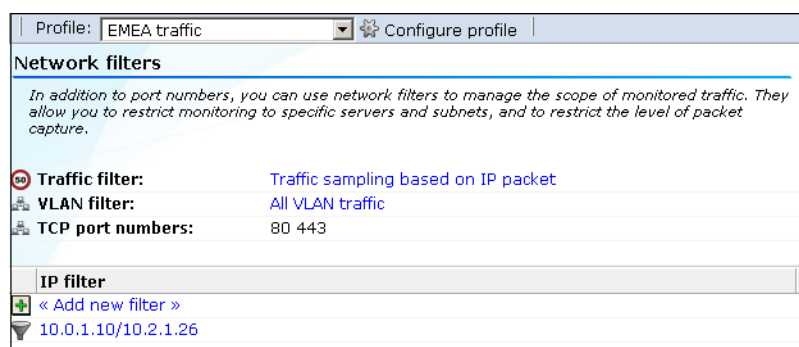 Profile: EMEA traffic Configure profile
Network filters
In addition to port numbers, you can use network filters to manage the scope of monitored traffic. They
allow you to restrict monitoring to specific servers and subnets, and to restrict the level of packet
capture.
50 Traffic filter: Traffic sampling based on IP packet
VLAN filter: All VLAN traffic
TCP port numbers: 80 443
IP filter
« Add new filter »
10.0.1.10/10.2.1.26